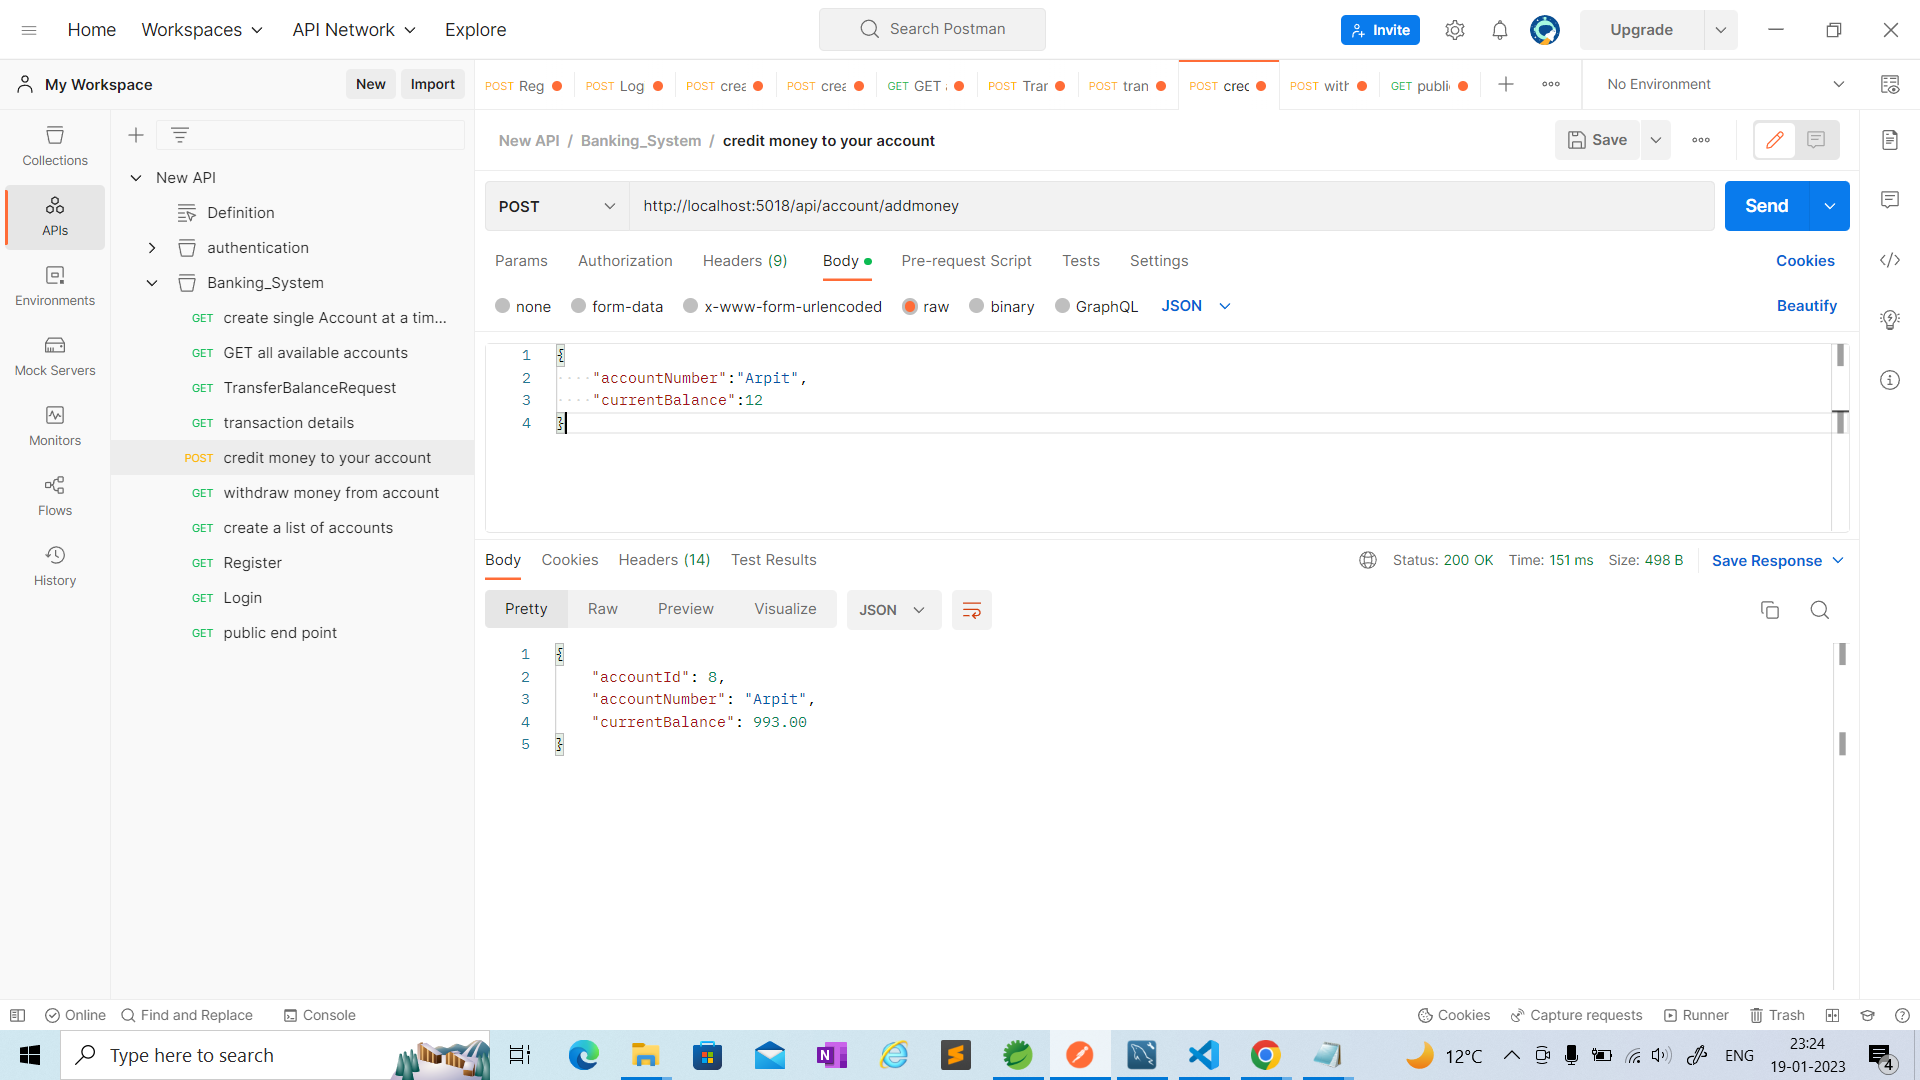 Home Workspaces API Network Explore Search Postman Invite Upgrade
My Workspace New Import
POST Reg POST Log POST crea POST crea GET GET POST Trar POST tran POST crec POST with GET publi No Environment
New API / Banking_System / credit money to your account Save
POST http://localhost:5018/api/account/addmoney Send
Params Authorization Headers (9) Body Pre-request Script Tests Settings Cookies
none form-data x-www-form-urlencoded raw binary GraphQL JSON Beautify
Collections
APIs
Environments
Mock Servers
Monitors
Flows
History
New API
Definition
authentication
Banking_System
GET create single Account at a tim...
GET GET all available accounts
GET TransferBalanceRequest
GET transaction details
POST credit money to your account
GET withdraw money from account
GET create a list of accounts
GET Register
GET Login
GET public end point
1 {
2 "accountNumber":"Arpit",
3 "currentBalance":12
4 }
Body Cookies Headers (14) Test Results Status: 200 OK Time: 151 ms Size: 498 B Save Response
Pretty Raw Preview Visualize JSON
1 {
2 "accountId": 8,
3 "accountNumber": "Arpit",
4 "currentBalance": 993.00
5 }
Online Find and Replace Console Cookies Capture requests Runner Trash
Type here to search
12°C ENG
23:24
19-01-2023
4